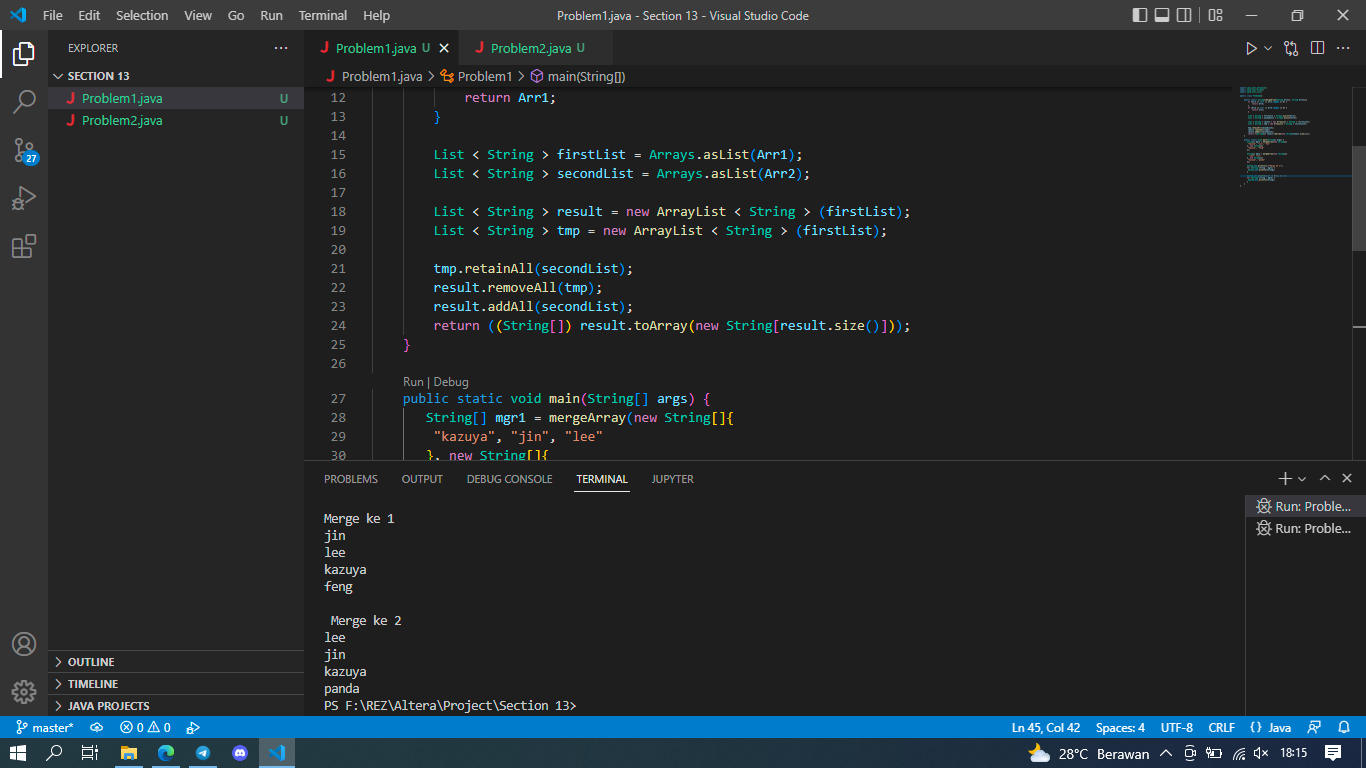 File Edit Selection View Go Run Terminal Help Problem1.java - Section 13 - Visual Studio Code
EXPLORER
SECTION 13
J Problem1.java U
J Problem2.java U
OUTLINE
TIMELINE
JAVA PROJECTS
27
J Problem1.java U J Problem2.java U
J Problem1.java > Problem1 > main(String[])
12 return Arr1;
13 }
14
15 List < String > firstList = Arrays.asList(Arr1);
16 List < String > secondList = Arrays.asList(Arr2);
17
18 List < String > result = new ArrayList < String > (firstList);
19 List < String > tmp = new ArrayList < String > (firstList);
20
21 tmp.retainAll(secondList);
22 result.removeAll(tmp);
23 result.addAll(secondList);
24 return ((String[]) result.toArray(new String[result.size()]));
25 }
26
Run | Debug
27 public static void main(String[] args) {
28 String[] mgr1 = mergeArray(new String[]{
29 "kazuya", "jin", "lee"
30 }, new String[]{
PROBLEMS OUTPUT DEBUG CONSOLE TERMINAL JUPYTER
Merge ke 1
jin
lee
kazuya
feng
Merge ke 2
lee
jin
kazuya
panda
PS F:\REZ\Altera\Project\Section 13>
Run: Proble...
Run: Proble...
master* 0 0 Ln 45, Col 42 Spaces: 4 UTF-8 CRLF {} Java
28°C Berawan 18:15